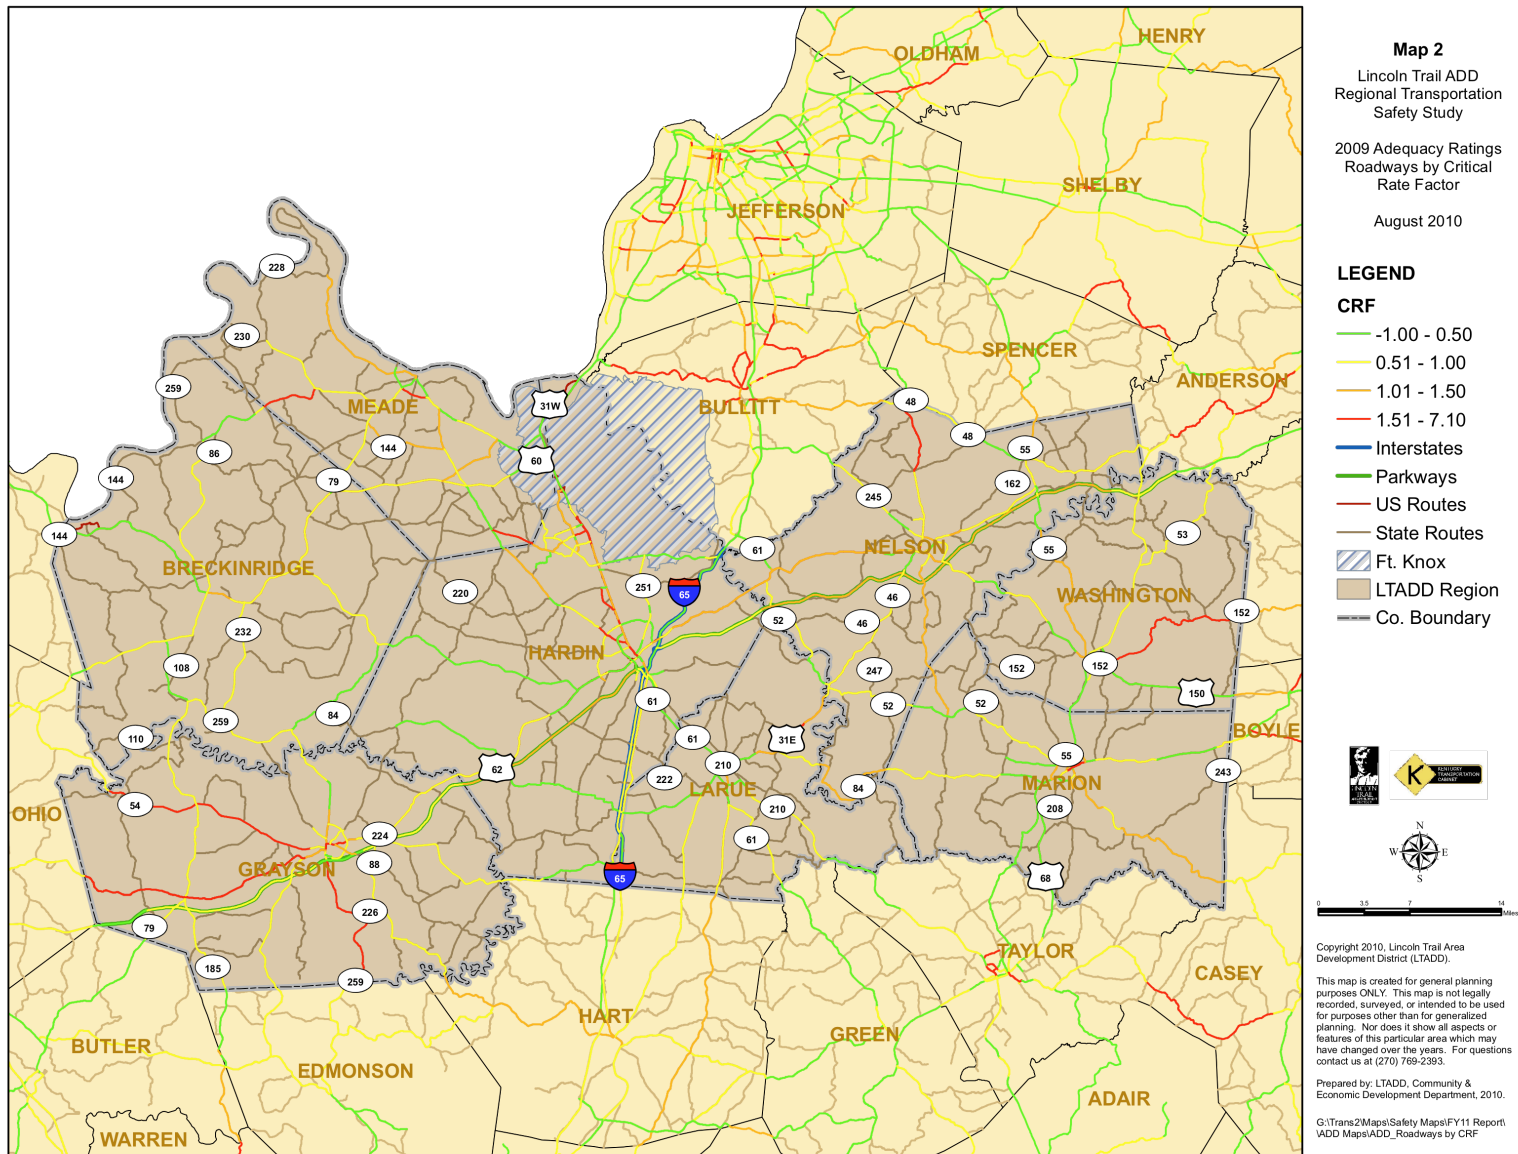 Map 2
Lincoln Trail ADD
Regional Transportation
Safety Study
2009 Adequacy Ratings
Roadways by Critical
Rate Factor
August 2010
LEGEND
CRF
-1.00 - 0.50
0.51 - 1.00
1.01 - 1.50
1.51 - 7.10
Interstates
Parkways
US Routes
State Routes
Ft. Knox
LTADD Region
Co. Boundary
HENRY
OLDHAM
SHELBY
JEFFERSON
228
230
SPENCER
259
ANDERSON
MEADE
31W
BULLITT
48
48
144
55
86
60
144
79
162
245
144
53
61
NELSON
55
BRECKINRIDGE
251
220
65
WASHINGTON
46
152
52
46
232
HARDIN
108
247
152
152
150
61
52
52
259
84
BOYLE
110
61
31E
55
62
210
243
222
LARUE
84
MARION
54
210
208
OHIO
224
61
88
GRAYSON
65
68
226
79
TAYLOR
185
CASEY
259
HART
GREEN
BUTLER
EDMONSON
ADAIR
WARREN
LINCOLN
TRAIL
K
KENTUCKY
TRANSPORTATION
CABINET
N
W E
S
0 3.5 7 14
Miles
Copyright 2010, Lincoln Trail Area
Development District (LTADD).
This map is created for general planning
purposes ONLY. This map is not legally
recorded, surveyed, or intended to be used
for purposes other than for generalized
planning. Nor does it show all aspects or
features of this particular area which may
have changed over the years. For questions
contact us at (270) 769-2393.
Prepared by: LTADD, Community &
Economic Development Department, 2010.
G:\Trans2\Maps\Safety Maps\FY11 Report\
\ADD Maps\ADD_Roadways by CRF